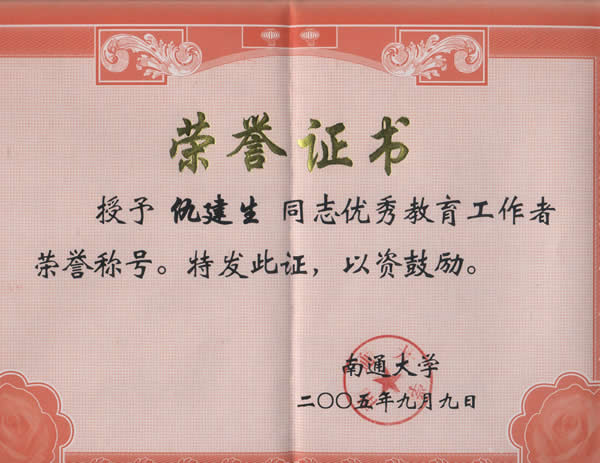 荣誉证书
授予 仇建生 同志优秀教育工作者
荣誉称号。特发此证，以资鼓励。
南通大学
二〇〇五年九月九日